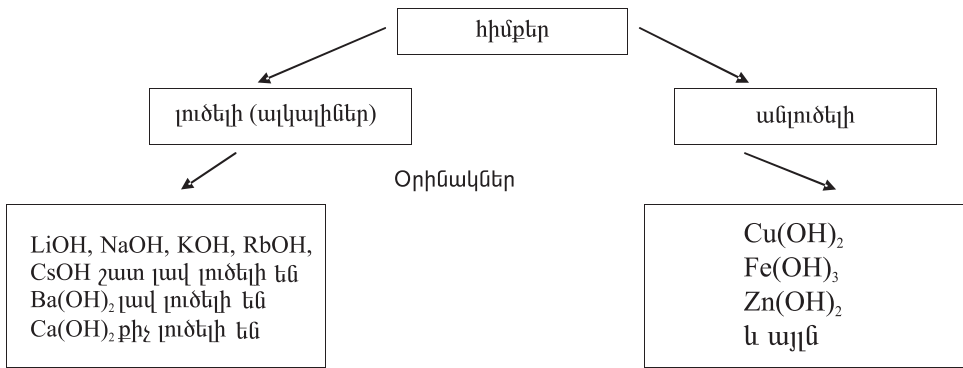 հիմքեր
լուծելի (ալկալիներ)
անլուծելի
Օրինակներ
LiOH, NaOH, KOH, RbOH,
CsOH շատ լավ լուծելի են
Ba(OH)₂ լավ լուծելի են
Ca(OH)₂ քիչ լուծելի են
Cu(OH)₂
Fe(OH)₃
Zn(OH)₂
և այլն